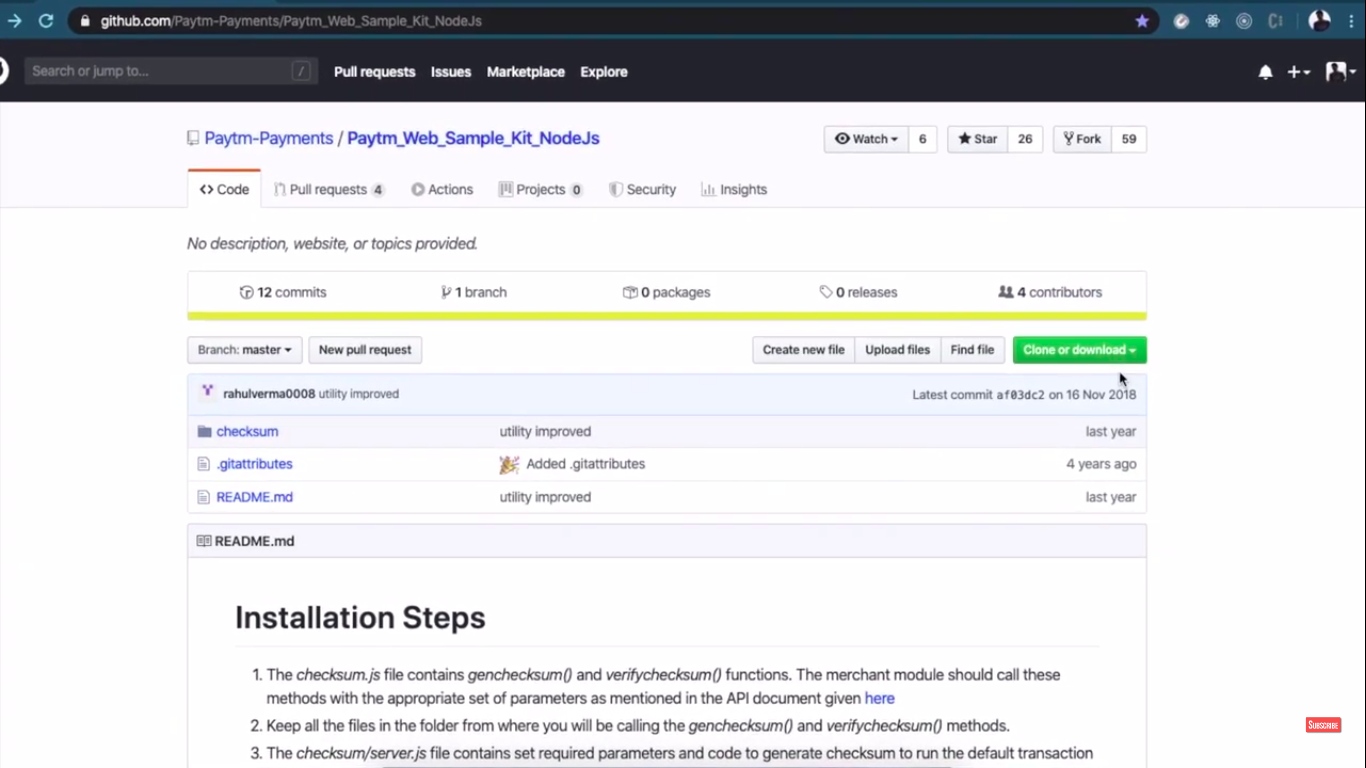 github.com/Paytm-Payments/Paytm_Web_Sample_Kit_NodeJs
Search or jump to... / Pull requests Issues Marketplace Explore
Paytm-Payments / Paytm_Web_Sample_Kit_NodeJs Watch 6 Star 26 Fork 59
Code Pull requests 4 Actions Projects 0 Security Insights
No description, website, or topics provided.
12 commits 1 branch 0 packages 0 releases 4 contributors
Branch: master New pull request Create new file Upload files Find file Clone or download
rahulverma0008 utility improved Latest commit af03dc2 on 16 Nov 2018
checksum utility improved last year
.gitattributes Added .gitattributes 4 years ago
README.md utility improved last year
README.md
Installation Steps
1. The checksum.js file contains genchecksum() and verifychecksum() functions. The merchant module should call these
methods with the appropriate set of parameters as mentioned in the API document given here
2. Keep all the files in the folder from where you will be calling the genchecksum() and verifychecksum() methods.
SUBSCRIBE
3. The checksum/server.js file contains set required parameters and code to generate checksum to run the default transaction